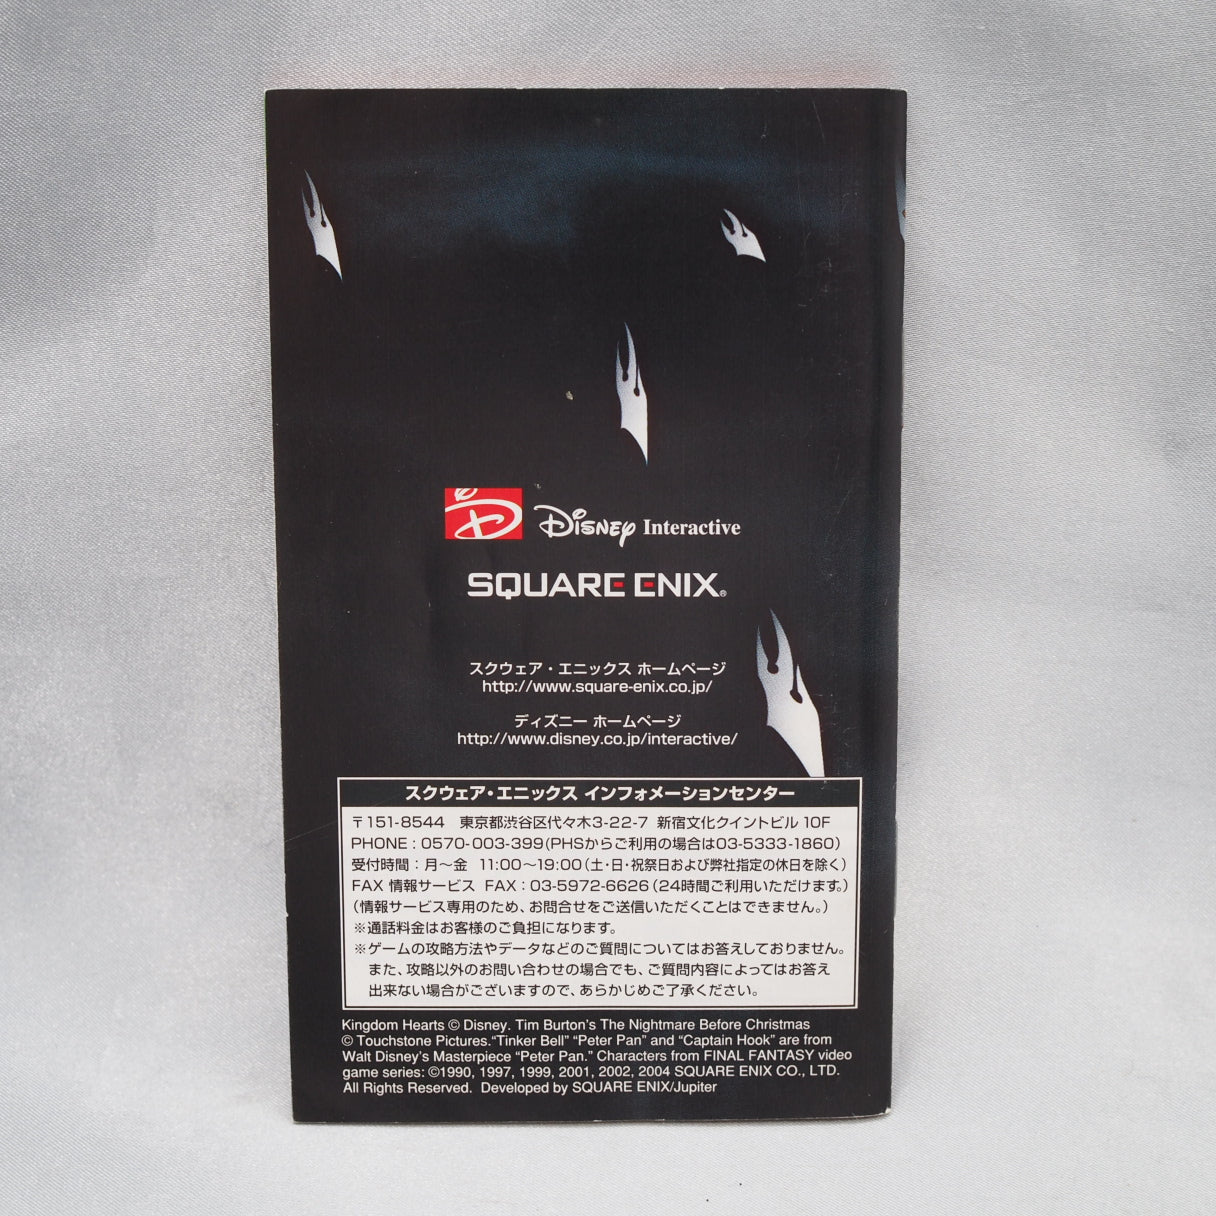 Disney Interactive
SQUARE ENIX®
スクウェア・エニックス ホームページ
http://www.square-enix.co.jp/
ディズニー ホームページ
http://www.disney.co.jp/interactive/
スクウェア・エニックス インフォメーションセンター
〒151-8544 東京都渋谷区代々木3-22-7 新宿文化クイントビル 10F
PHONE：0570-003-399(PHSからご利用の場合は03-5333-1860)
受付時間：月～金 11:00～19:00(土・日・祝祭日および弊社指定の休日を除く)
FAX 情報サービス FAX：03-5972-6626(24時間ご利用いただけます。)
(情報サービス専用のため、お問合せをご送信いただくことはできません。)
※通話料金はお客様のご負担になります。
※ゲームの攻略方法やデータなどのご質問についてはお答えしておりません。
また、攻略以外のお問い合わせの場合でも、ご質問内容によってはお答え
出来ない場合がございますので、あらかじめご了承ください。
Kingdom Hearts © Disney. Tim Burton's The Nightmare Before Christmas
© Touchstone Pictures. “Tinker Bell” “Peter Pan” and “Captain Hook” are from
Walt Disney's Masterpiece “Peter Pan.” Characters from FINAL FANTASY video
game series: ©1990, 1997, 1999, 2001, 2002, 2004 SQUARE ENIX CO., LTD.
All Rights Reserved. Developed by SQUARE ENIX/Jupiter